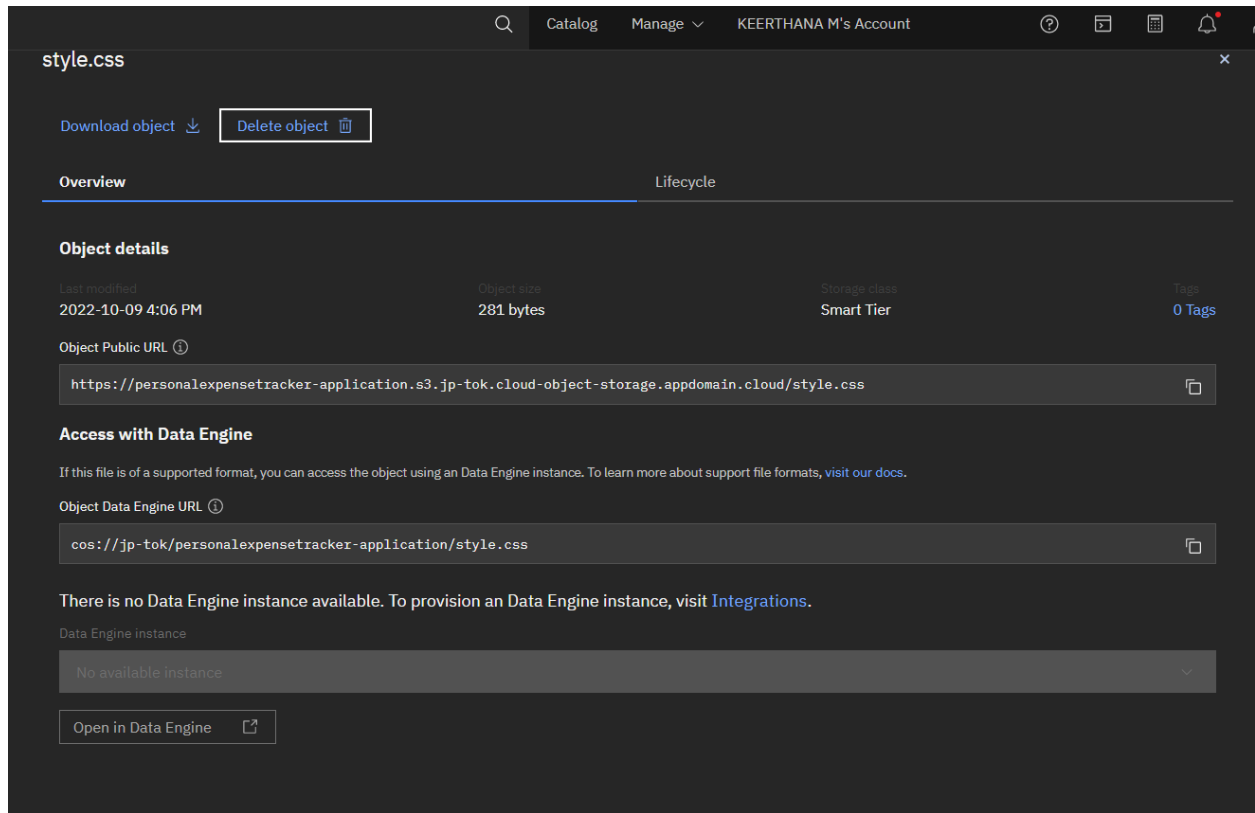 Catalog Manage KEERTHANA M's Account
style.css
Download object Delete object
Overview Lifecycle
Object details
Last modified Object size Storage class Tags
2022-10-09 4:06 PM 281 bytes Smart Tier 0 Tags
Object Public URL
https://personalexpensetracker-application.s3.jp-tok.cloud-object-storage.appdomain.cloud/style.css
Access with Data Engine
If this file is of a supported format, you can access the object using an Data Engine instance. To learn more about support file formats, visit our docs.
Object Data Engine URL
cos://jp-tok/personalexpensetracker-application/style.css
There is no Data Engine instance available. To provision an Data Engine instance, visit Integrations.
Data Engine instance
No available instance
Open in Data Engine